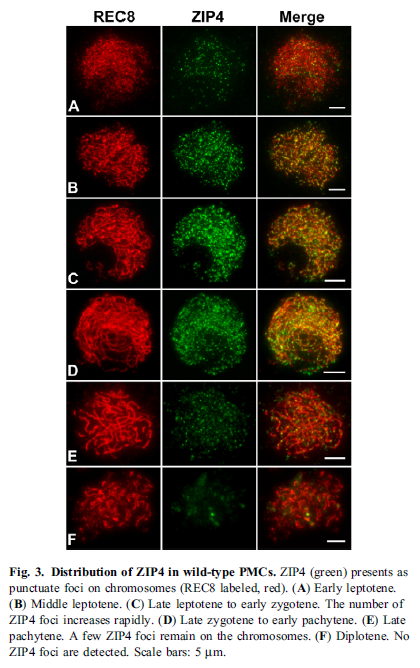 REC8 ZIP4 Merge
A
B
C
D
E
F
Fig. 3. Distribution of ZIP4 in wild-type PMCs. ZIP4 (green) presents as
punctuate foci on chromosomes (REC8 labeled, red). (A) Early leptotene.
(B) Middle leptotene. (C) Late leptotene to early zygotene. The number of
ZIP4 foci increases rapidly. (D) Late zygotene to early pachytene. (E) Late
pachytene. A few ZIP4 foci remain on the chromosomes. (F) Diplotene. No
ZIP4 foci are detected. Scale bars: 5 μm.